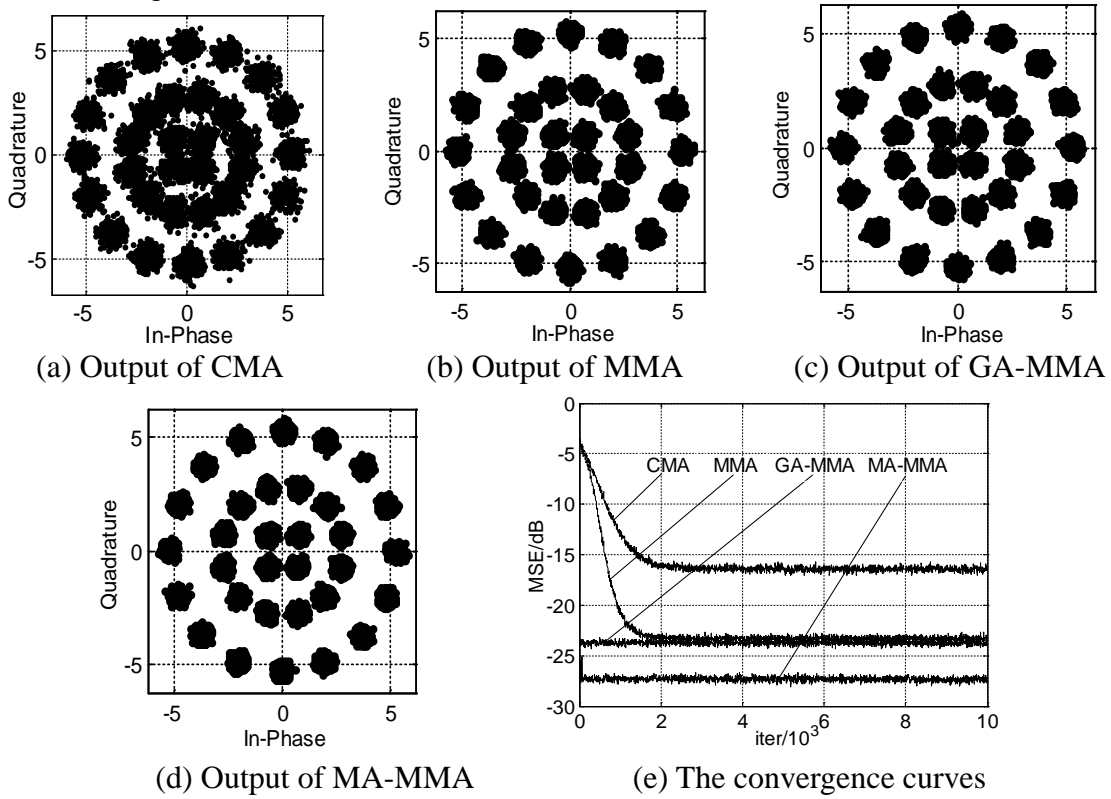 5
0
-5
Quadrature
-5 0 5
In-Phase
(a) Output of CMA
5
0
-5
Quadrature
-5 0 5
In-Phase
(b) Output of MMA
5
0
-5
Quadrature
-5 0 5
In-Phase
(c) Output of GA-MMA
5
0
-5
Quadrature
-5 0 5
In-Phase
(d) Output of MA-MMA
0
-5
-10
-15
-20
-25
-30
MSE/dB
CMA MMA GA-MMA MA-MMA
0 2 4 6 8 10
iter/10³
(e) The convergence curves